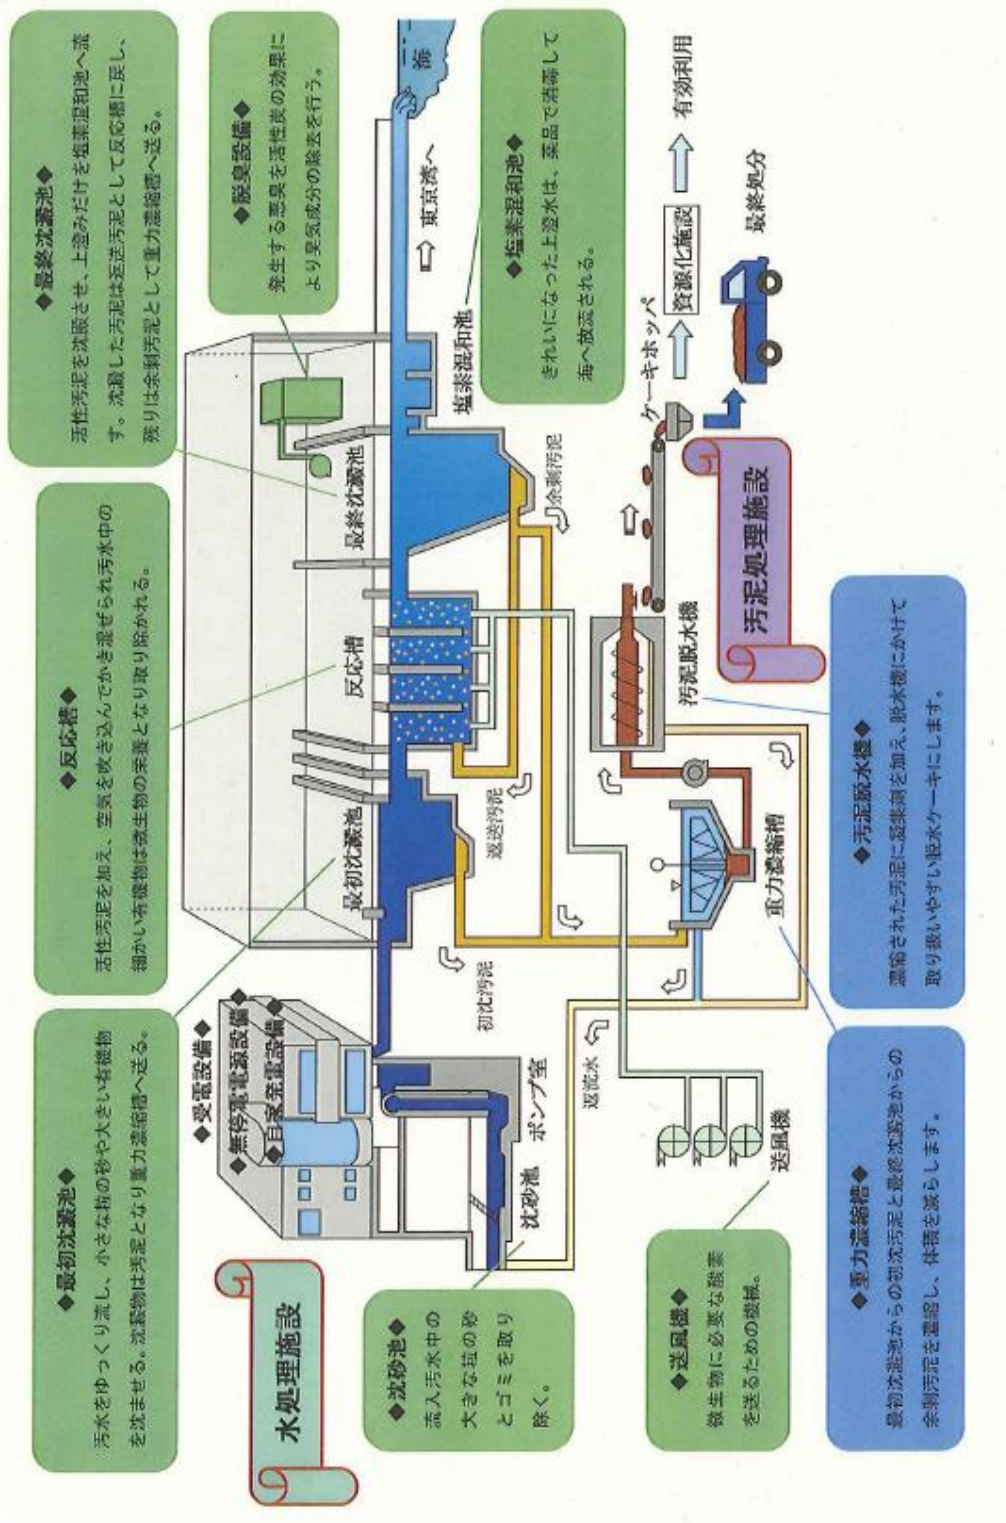 水処理施設
◆最初沈澱池◆
汚水をゆっくり流し、小さな粒の砂や大きい有機物
を沈ませる。沈澱物は汚泥となり重力濃縮槽へ送る。
◆反応槽◆
活性汚泥を加え、空気を吹き込んでかき混ぜられ汚水中の
細かい有機物は微生物の栄養となり取り除かれる。
◆最終沈澱池◆
活性汚泥を沈殿させ、上澄みだけを塩素混和池へ流
す。沈澱した汚泥は返送汚泥として反応槽に戻し、
残りは余剰汚泥として重力濃縮槽へ送る。
◆脱臭設備◆
発生する悪臭を活性炭の効果に
より臭気成分の除去を行う。
◆受電設備◆
◆無停電電源設備◆
◆自家発電設備◆
最初沈澱池
反応槽
最終沈澱池
塩素混和池
東京湾へ
海
◆沈砂池◆
流入汚水中の
大きな粒の砂
とゴミを取り
除く。
沈砂池
ポンプ室
初沈汚泥
返送汚泥
余剰汚泥
◆塩素混和池◆
きれいになった上澄水は、薬品で消毒して
海へ放流される。
返流水
ケーキホッパ
資源化施設
有効利用
最終処分
汚泥脱水機
重力濃縮槽
送風機
汚泥処理施設
◆送風機◆
微生物に必要な酸素
を送るための機械。
◆重力濃縮槽◆
最初沈澱池からの初沈汚泥と最終沈澱池からの
余剰汚泥を濃縮し、体積を減らします。
◆汚泥脱水機◆
濃縮された汚泥に凝集剤を加え、脱水機にかけて
取り扱いやすい脱水ケーキにします。